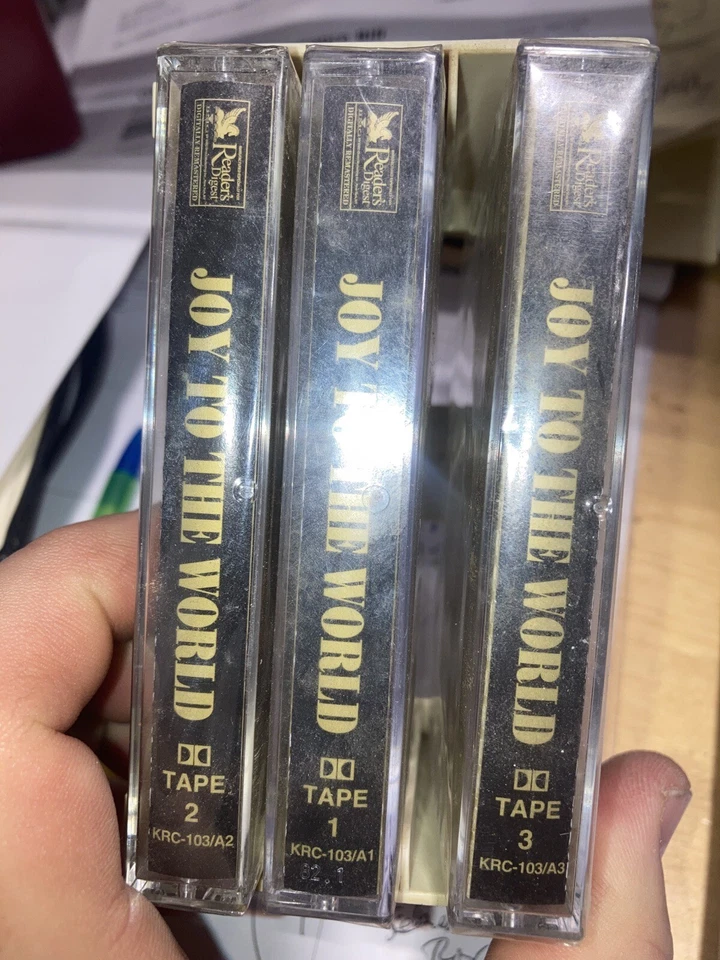 Reader's
Digest
DIGITALLY REMASTERED
JOY TO THE WORLD
TAPE
2
KRC-103/A2
Reader's
Digest
DIGITALLY REMASTERED
JOY TO THE WORLD
TAPE
1
KRC-103/A1
Reader's
Digest
JOY TO THE WORLD
TAPE
3
KRC-103/A3